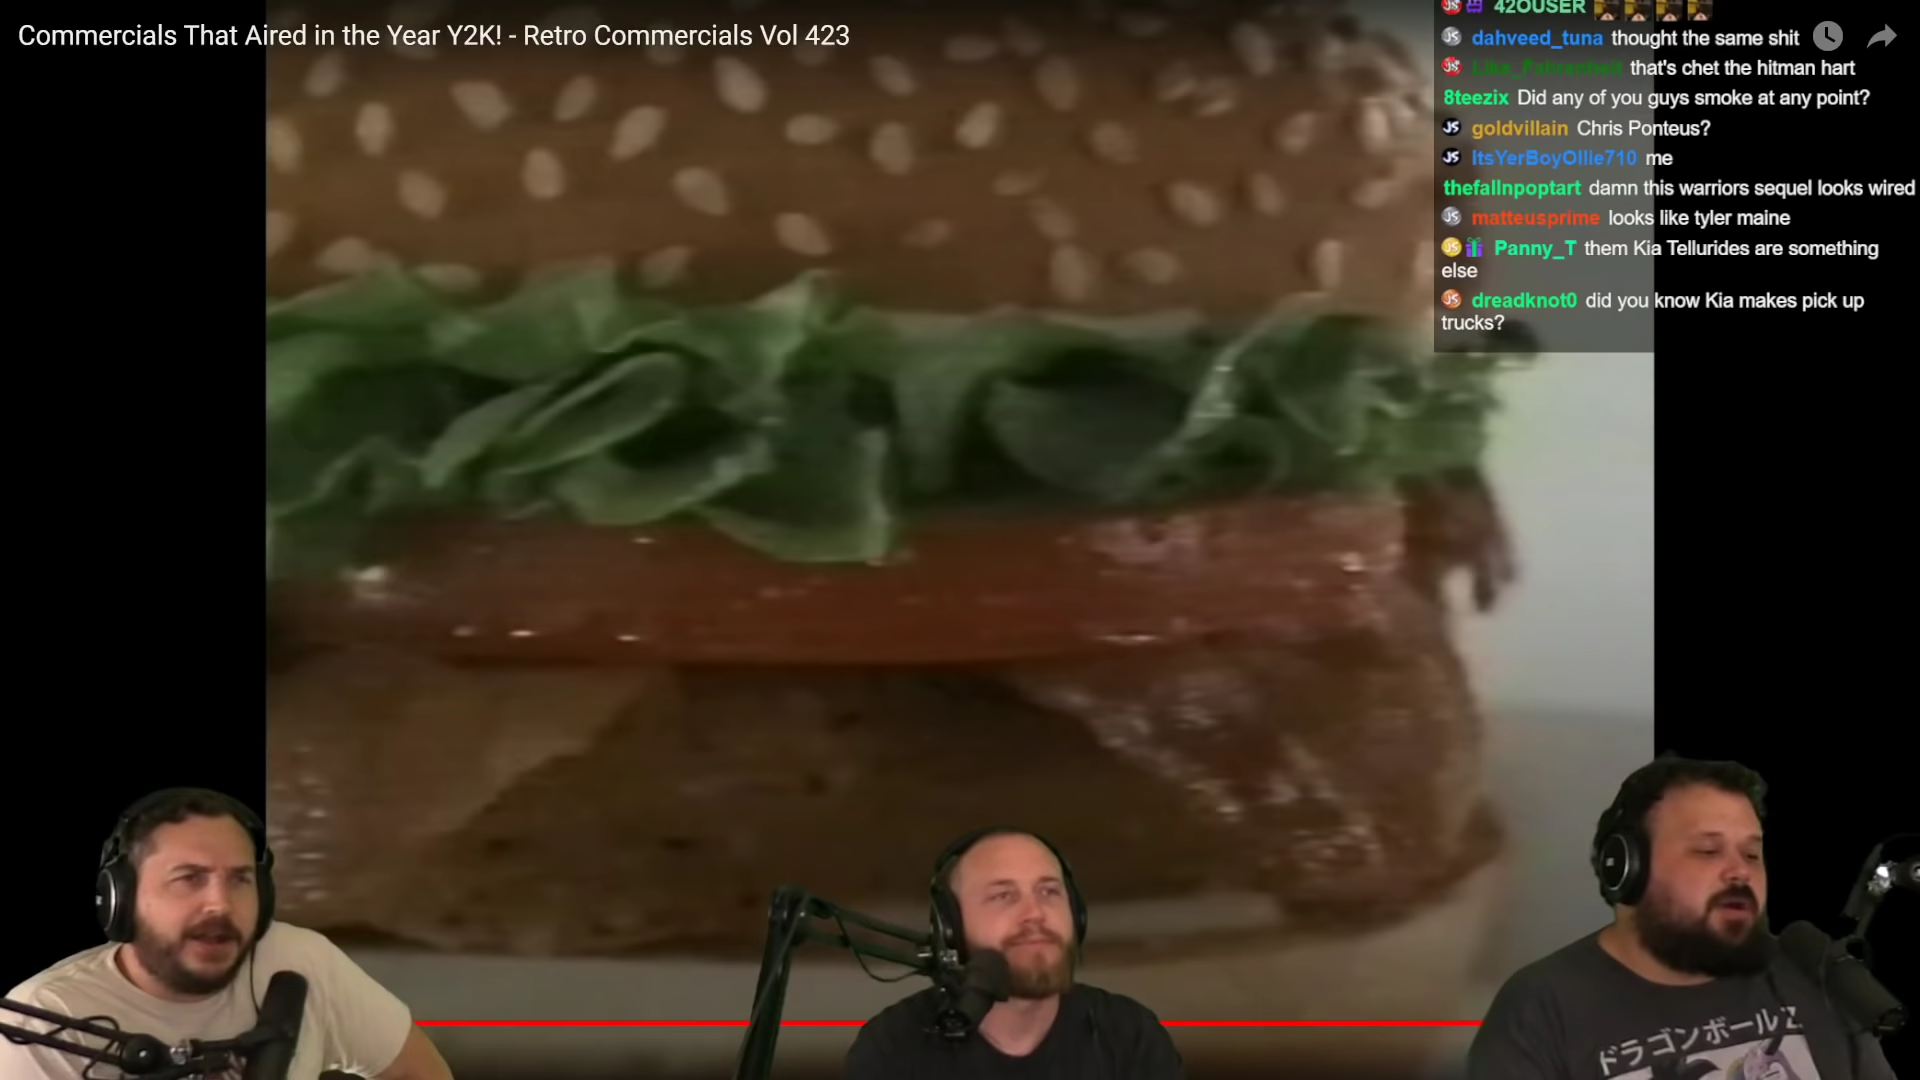 Commercials That Aired in the Year Y2K! - Retro Commercials Vol 423
42OUSER
dahveed_tuna thought the same shit
Like_Fahrenheit that's chet the hitman hart
8teezix Did any of you guys smoke at any point?
goldvillain Chris Ponteus?
ItsYerBoyOllie710 me
thefallnpoptart damn this warriors sequel looks wired
matteusprime looks like tyler maine
Panny_T them Kia Tellurides are something
else
dreadknot0 did you know Kia makes pick up
trucks?
ドラゴンボールZ